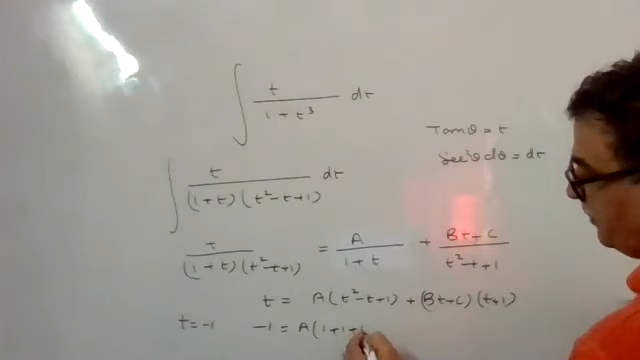 ∫ t / (1 + t³) dt
Tanθ = t
sec²θ dθ = dt
∫ t / ((1+t)(t²-t+1)) dt
t / ((1+t)(t²-t+1)) = A / (1+t) + (Bt+C) / (t²-t+1)
t = A(t²-t+1) + (Bt+C)(t+1)
t=-1 -1 = A(1+1+1